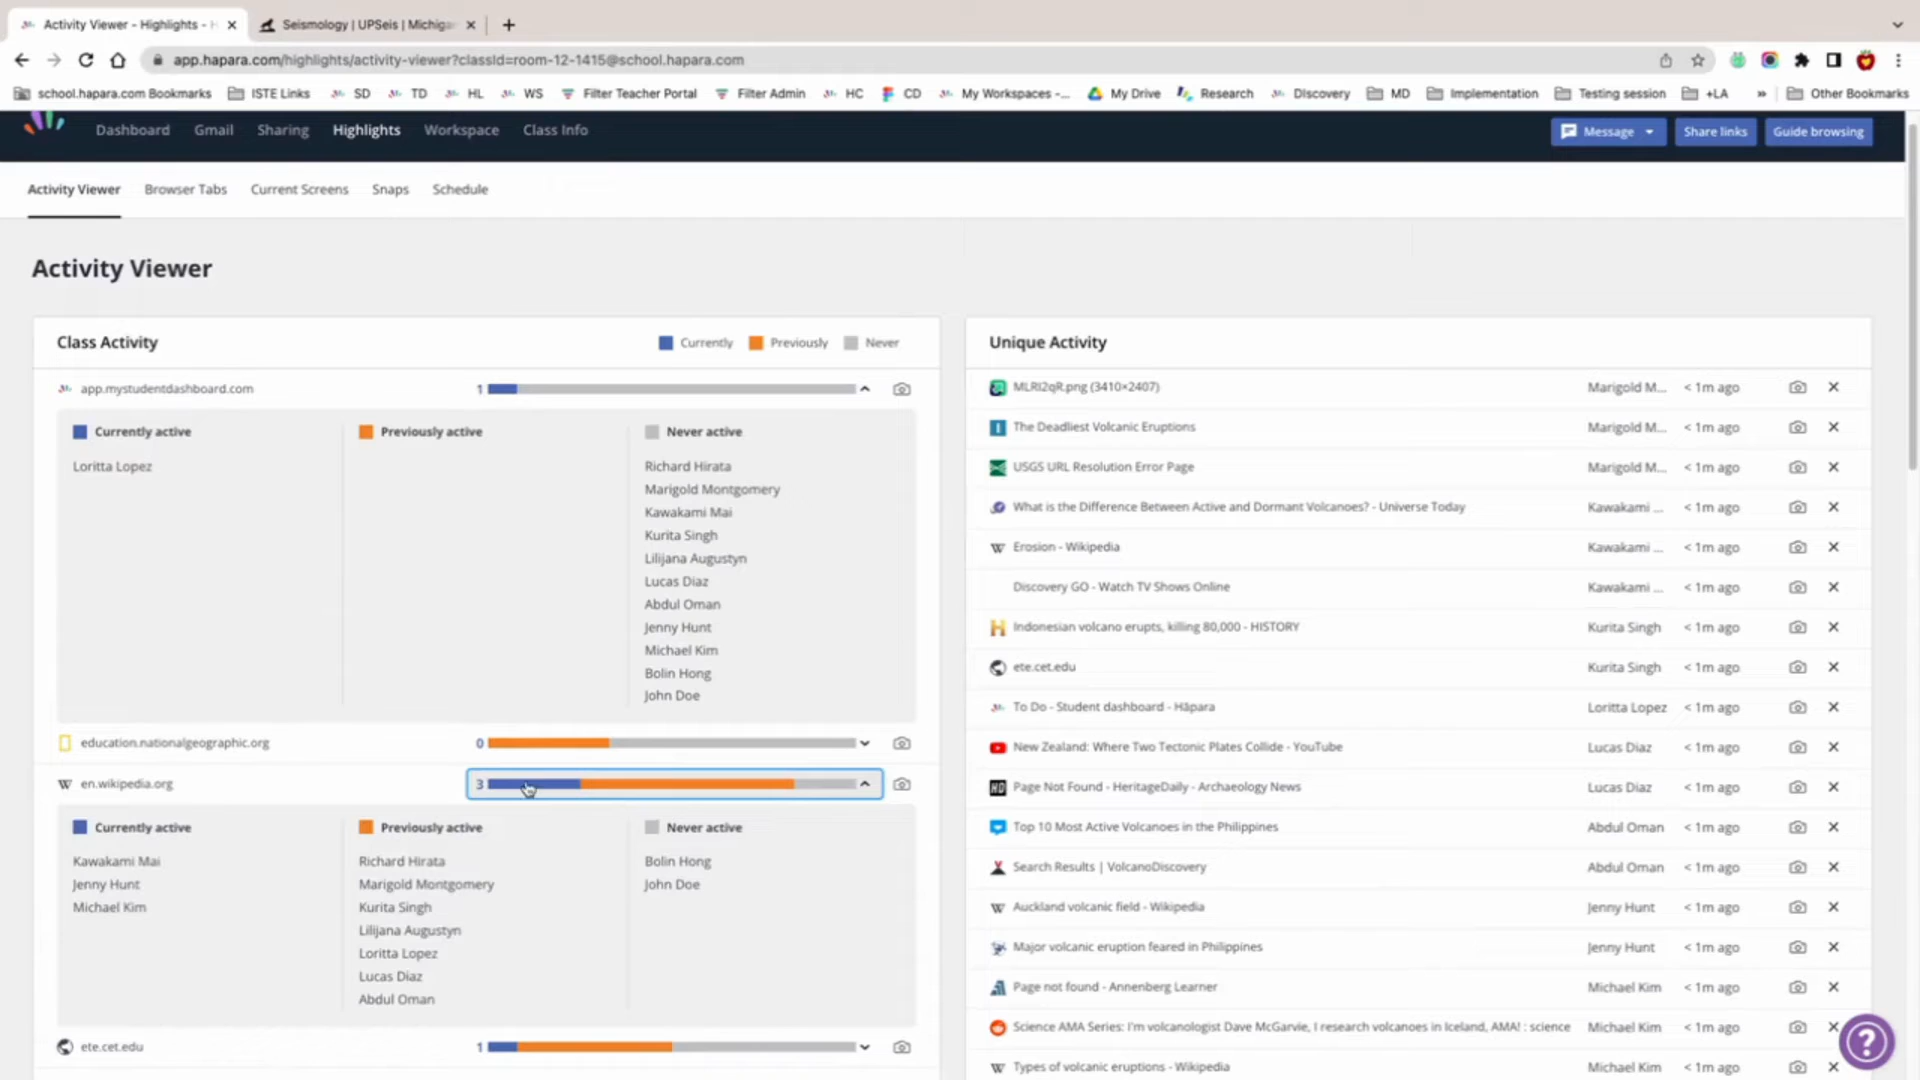 Activity Viewer - Highlights - H
Seismology | UPSeis | Michiga
app.hapara.com/highlights/activity-viewer?classId=room-12-1415@school.hapara.com
school.hapara.com Bookmarks ISTE Links SD TD HL WS Filter Teacher Portal Filter Admin HC CD My Workspaces -... My Drive Research Discovery MD Implementation Testing session +LA » Other Bookmarks
Dashboard Gmail Sharing Highlights Workspace Class Info Message Share links Guide browsing
Activity Viewer Browser Tabs Current Screens Snaps Schedule
Activity Viewer
Class Activity Currently Previously Never
app.mystudentdashboard.com 1
Currently active Previously active Never active
Loritta Lopez
Richard Hirata
Marigold Montgomery
Kawakami Mai
Kurita Singh
Lilijana Augustyn
Lucas Diaz
Abdul Oman
Jenny Hunt
Michael Kim
Bolin Hong
John Doe
education.nationalgeographic.org 0
en.wikipedia.org 3
Currently active Previously active Never active
Kawakami Mai
Jenny Hunt
Michael Kim
Richard Hirata
Marigold Montgomery
Kurita Singh
Lilijana Augustyn
Loritta Lopez
Lucas Diaz
Abdul Oman
Bolin Hong
John Doe
ete.cet.edu 1
Unique Activity
MLRI2qR.png (3410×2407) Marigold M... < 1m ago
The Deadliest Volcanic Eruptions Marigold M... < 1m ago
USGS URL Resolution Error Page Marigold M... < 1m ago
What is the Difference Between Active and Dormant Volcanoes? - Universe Today Kawakami ... < 1m ago
Erosion - Wikipedia Kawakami ... < 1m ago
Discovery GO - Watch TV Shows Online Kawakami ... < 1m ago
Indonesian volcano erupts, killing 80,000 - HISTORY Kurita Singh < 1m ago
ete.cet.edu Kurita Singh < 1m ago
To Do - Student dashboard - Hāpara Loritta Lopez < 1m ago
New Zealand: Where Two Tectonic Plates Collide - YouTube Lucas Diaz < 1m ago
Page Not Found - HeritageDaily - Archaeology News Lucas Diaz < 1m ago
Top 10 Most Active Volcanoes in the Philippines Abdul Oman < 1m ago
Search Results | VolcanoDiscovery Abdul Oman < 1m ago
Auckland volcanic field - Wikipedia Jenny Hunt < 1m ago
Major volcanic eruption feared in Philippines Jenny Hunt < 1m ago
Page not found - Annenberg Learner Michael Kim < 1m ago
Science AMA Series: I'm volcanologist Dave McGarvie, I research volcanoes in Iceland, AMA! : science Michael Kim < 1m ago
Types of volcanic eruptions - Wikipedia Michael Kim < 1m ago